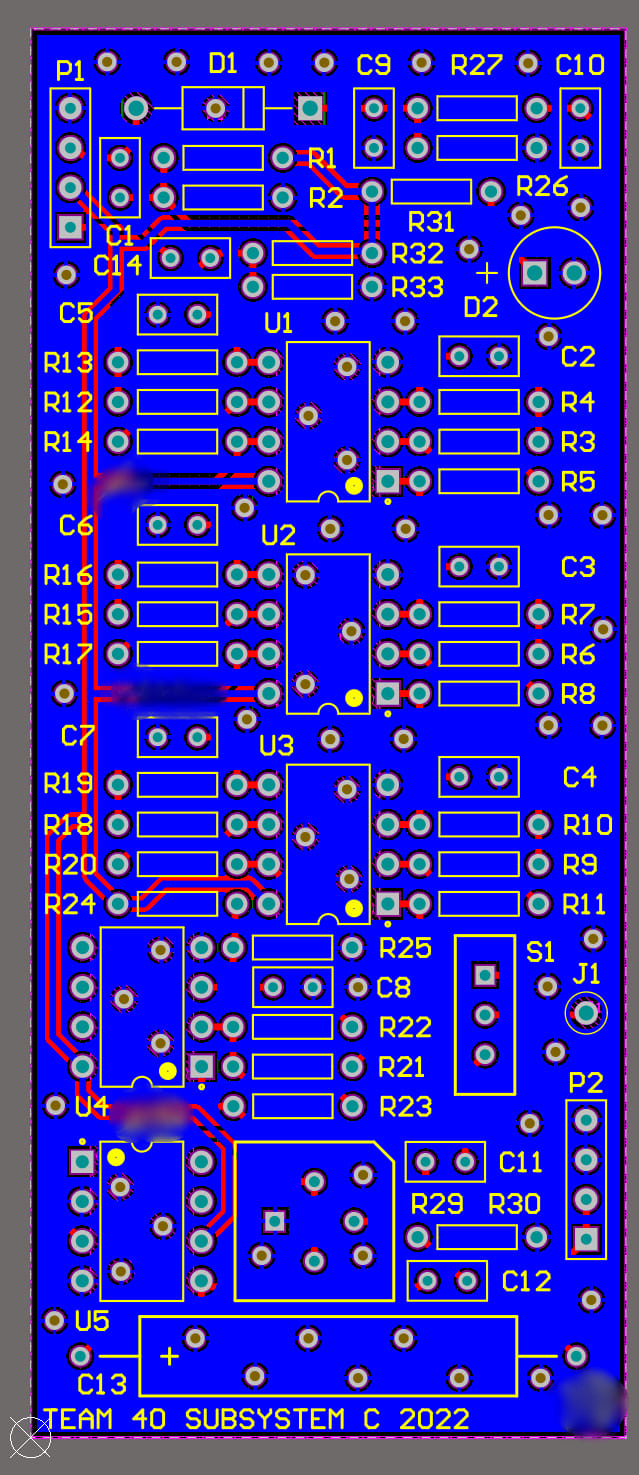 P1 D1 C9 R27 C10
R1
R2 R26
C1 R31
C14 R32
R33 + D2
C5 U1
R13 C2
R12 R4
R14 R3
R5
C6 U2
R16 C3
R15 R7
R17 R6
R8
C7 U3
R19 C4
R18 R10
R20 R9
R24 R11
R25 S1
C8 J1
R22
R21
P2
U4 R23
C11
R29 R30
C12
U5
+
C13
TEAM 40 SUBSYSTEM C 2022